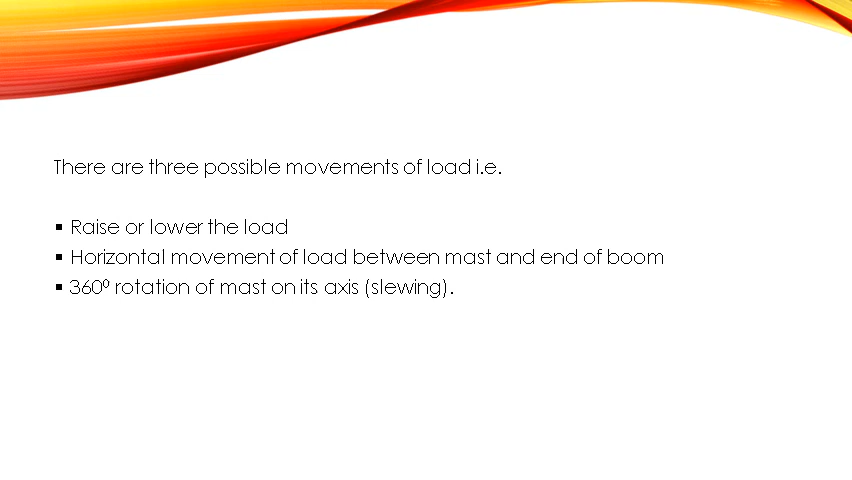 There are three possible movements of load i.e.
▪ Raise or lower the load
▪ Horizontal movement of load between mast and end of boom
▪ 360⁰ rotation of mast on its axis (slewing).